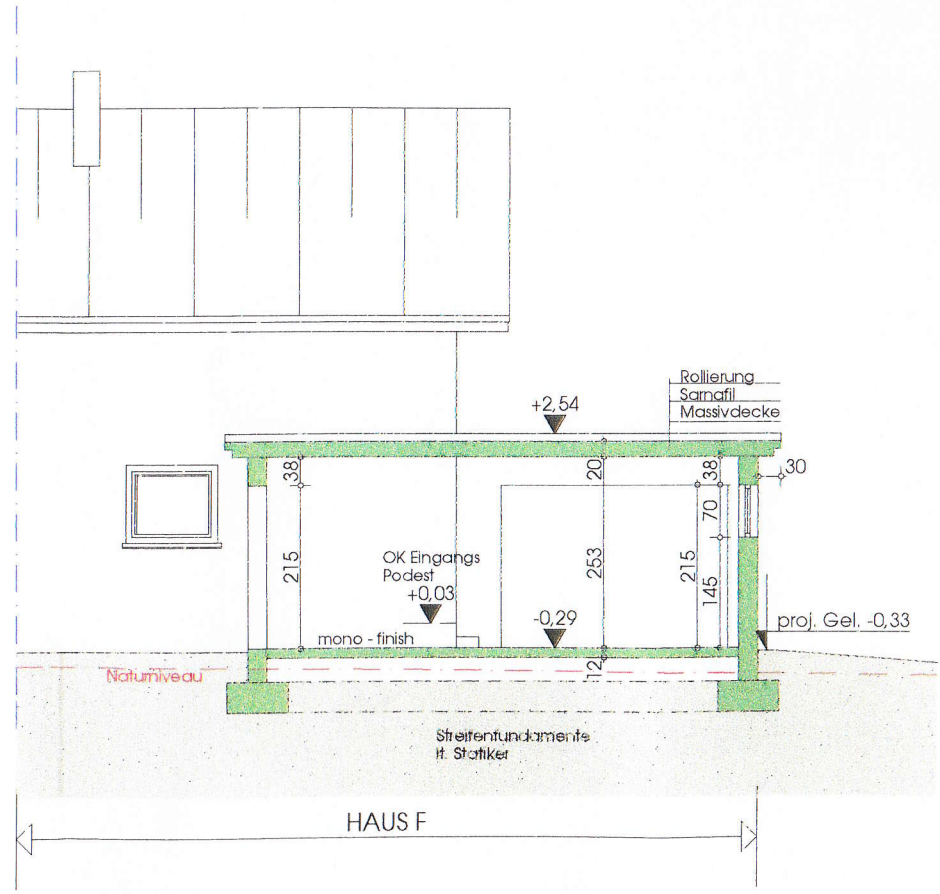 Rollierung
Sarnafil
Massivdecke
+2,54
38
20
38
30
70
215
253
215
145
OK Eingangs
Podest
+0,03
-0,29
mono - finish
proj. Gel. -0,33
12
Naturniveau
Streifenfundamente
lt. Statiker
HAUS F